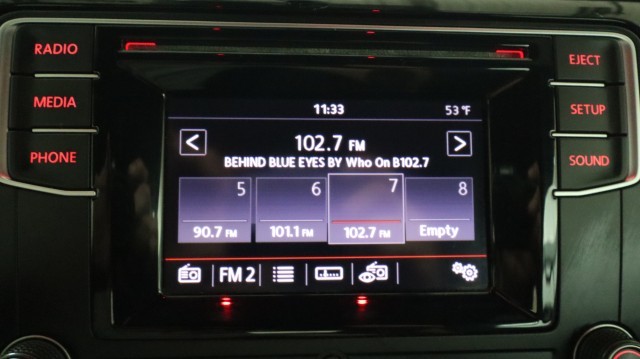 RADIO
MEDIA
PHONE
11:33 53 °F
102.7 FM
BEHIND BLUE EYES BY Who On B102.7
5 6 7 8
90.7 FM 101.1 FM 102.7 FM Empty
FM 2
EJECT
SETUP
SOUND